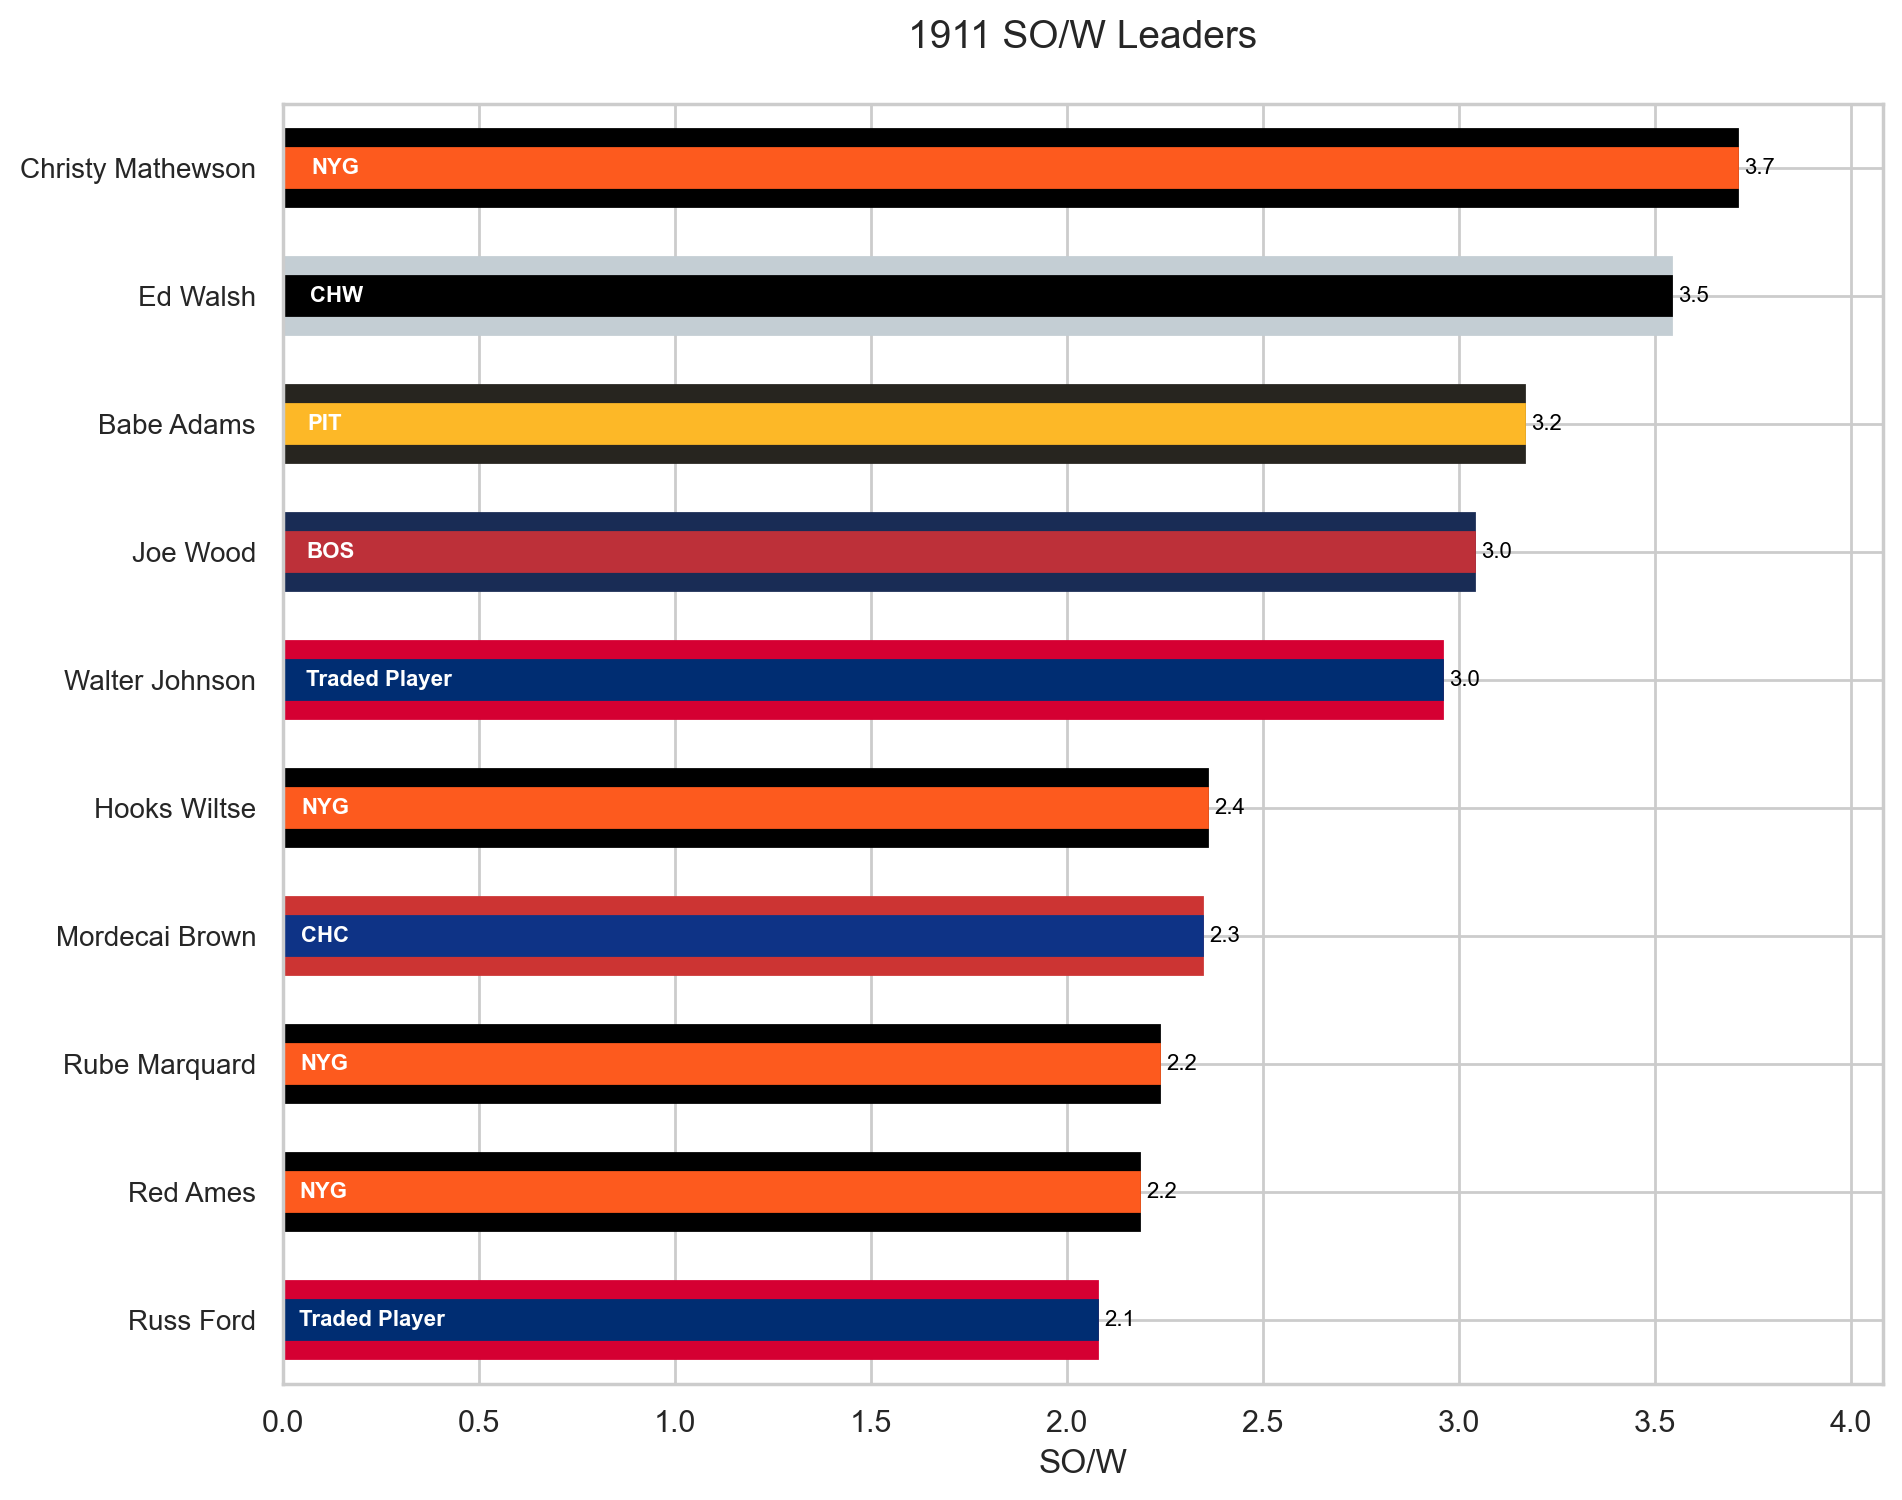 1911 SO/W Leaders
Christy Mathewson
NYG
3.7
Ed Walsh
CHW
3.5
Babe Adams
PIT
3.2
Joe Wood
BOS
3.0
Walter Johnson
Traded Player
3.0
Hooks Wiltse
NYG
2.4
Mordecai Brown
CHC
2.3
Rube Marquard
NYG
2.2
Red Ames
NYG
2.2
Russ Ford
Traded Player
2.1
0.0 0.5 1.0 1.5 2.0 2.5 3.0 3.5 4.0
SO/W